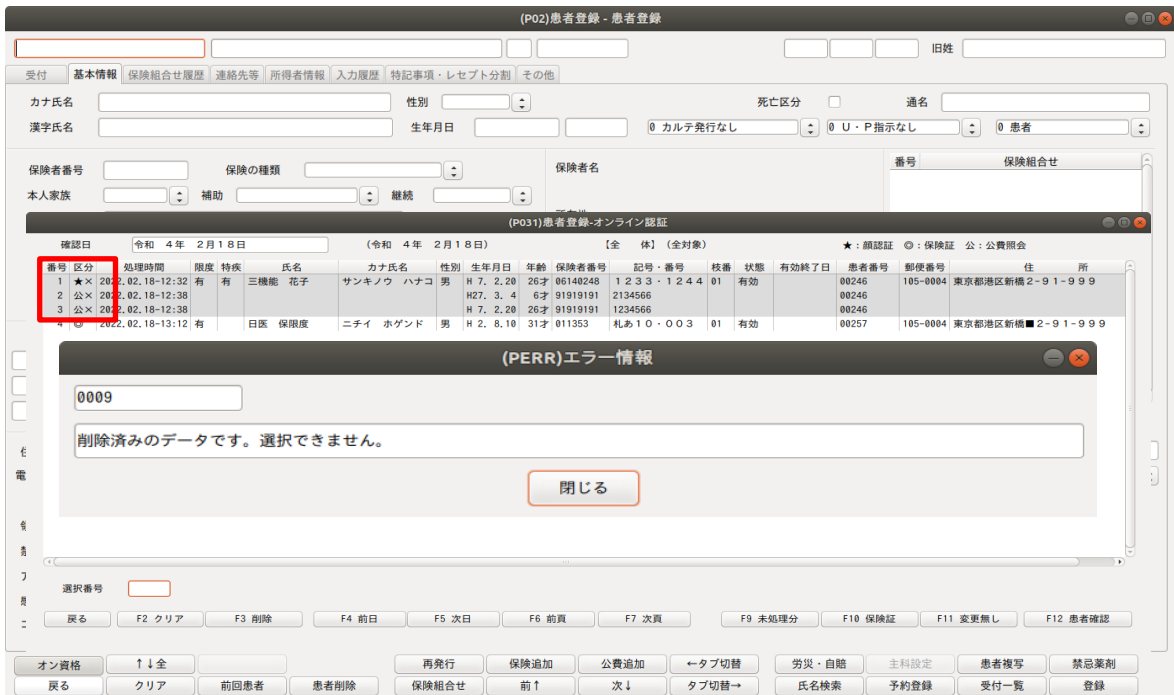 (P02)患者登録 - 患者登録
旧姓
受付 基本情報 保険組合せ履歴 連絡先等 所得者情報 入力履歴 特記事項・レセプト分割 その他
カナ氏名 性別 死亡区分 通名
漢字氏名 生年月日 0 カルテ発行なし 0 U・P指示なし 0 患者
保険者番号 保険の種類 保険者名 番号 保険組合せ
本人家族 補助 継続
(P031)患者登録-オンライン認証
確認日 令和 4年 2月18日 (令和 4年 2月18日) 【全 体】(全対象) ★:顔認証 ◎:保険証 公:公費照会
番号 区分 処理時間 限度 特疾 氏名 カナ氏名 性別 生年月日 年齢 保険者番号 記号・番号 枝番 状態 有効終了日 患者番号 郵便番号 住 所
1 ★× 2022.02.18-12:32 有 有 三機能 花子 サンキノウ ハナコ 男 H 7. 2.20 26才 06140248 1233・1244 01 有効 00246 105-0004 東京都港区新橋2-91-999
2 公× 2022.02.18-12:38 H27. 3. 4 6才 91919191 2134566 00246
3 公× 2022.02.18-12:38 H 7. 2.20 26才 91919191 1234566 00246
4 ◎ 2022.02.18-13:12 有 日医 保限度 ニチイ ホゲンド 男 H 2. 8.10 31才 011353 札あ10・003 01 有効 00257 105-0004 東京都港区新橋■2-91-999
(PERR)エラー情報
0009
削除済みのデータです。選択できません。
閉じる
電
選択番号
戻る F2 クリア F3 削除 F4 前日 F5 次日 F6 前頁 F7 次頁 F9 未処理分 F10 保険証 F11 変更無し F12 患者確認
オン資格 ↑↓全 再発行 保険追加 公費追加 ←タブ切替 労災・自賠 主科設定 患者複写 禁忌薬剤
戻る クリア 前回患者 患者削除 保険組合せ 前↑ 次↓ タブ切替→ 氏名検索 予約登録 受付一覧 登録